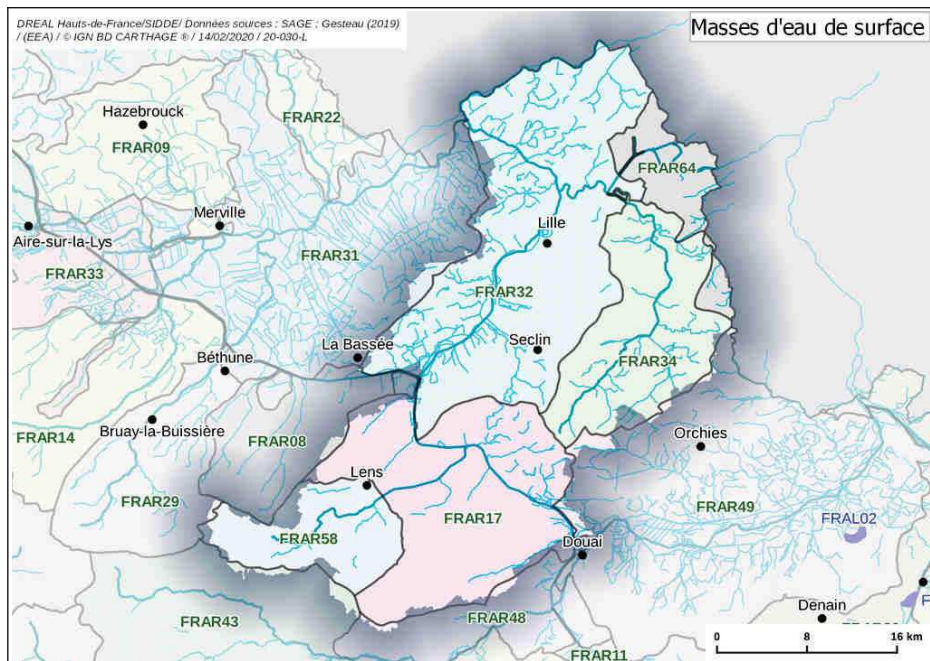 DREAL Hauts-de-France/SIDDE/ Données sources : SAGE ; Gesteau (2019)
/ (EEA) / © IGN BD CARTHAGE ® / 14/02/2020 / 20-030-L
Masses d'eau de surface
Hazebrouck
FRAR22
FRAR09
FRAR64
Merville
Lille
Aire-sur-la-Lys
FRAR31
FRAR33
FRAR32
La Bassée
Seclin
Béthune
FRAR34
Bruay-la-Buissière
FRAR14
FRAR08
Orchies
Lens
FRAR29
FRAR17
FRAR49
FRAL02
FRAR58
Douai
Denain
FRAR43
FRAR48
FRAR11
0 8 16 km